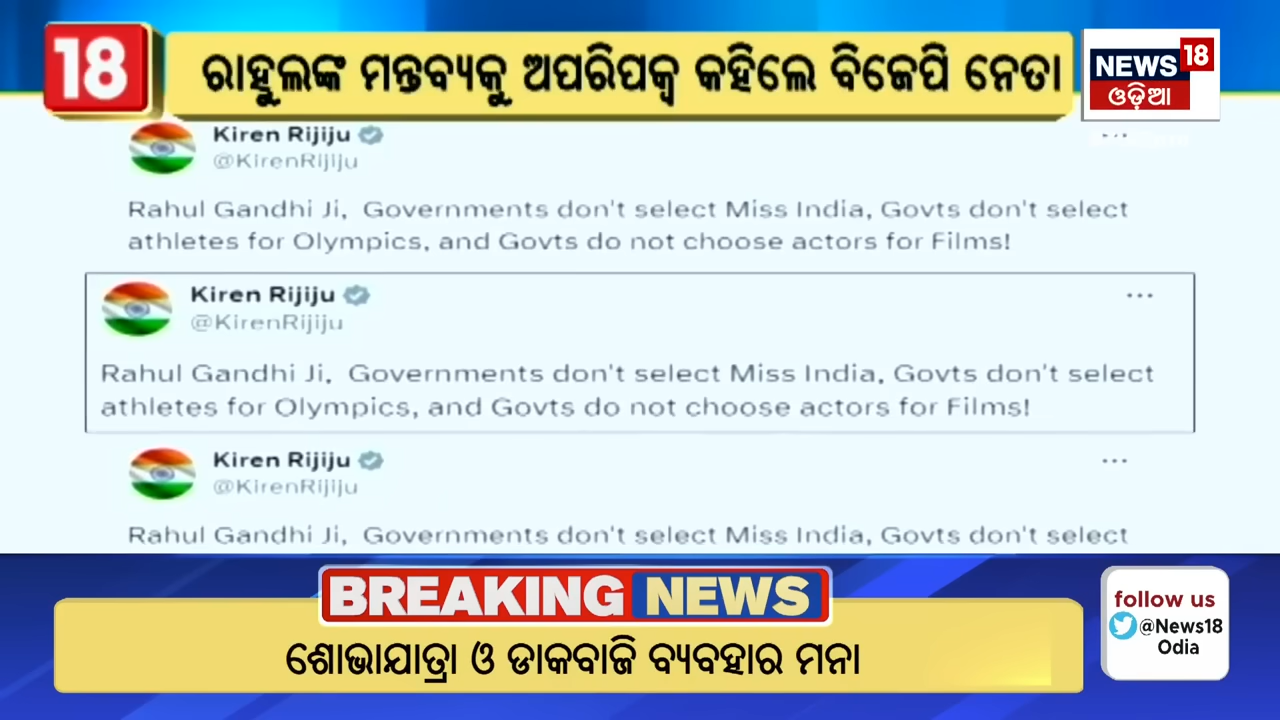 18
ରାହୁଲଙ୍କ ମନ୍ତବ୍ୟକୁ ଅପରିପକ୍ୱ କହିଲେ ବିଜେପି ନେତା
NEWS 18
ଓଡ଼ିଆ
Kiren Rijiju
@KirenRijiju
Rahul Gandhi Ji, Governments don't select Miss India, Govts don't select
athletes for Olympics, and Govts do not choose actors for Films!
Kiren Rijiju
@KirenRijiju
Rahul Gandhi Ji, Governments don't select Miss India, Govts don't select
athletes for Olympics, and Govts do not choose actors for Films!
Kiren Rijiju
@KirenRijiju
Rahul Gandhi Ji, Governments don't select Miss India, Govts don't select
BREAKING NEWS
ଶୋଭାଯାତ୍ରା ଓ ଡାକବାଜି ବ୍ୟବହାର ମନା
follow us
@News18
Odia